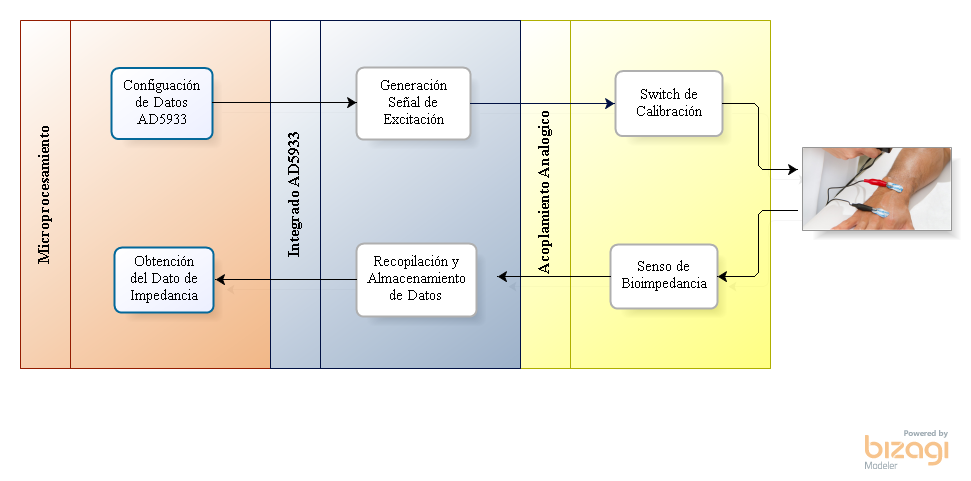 Microprocesamiento
Configuación
de Datos
AD5933
Integrado AD5933
Generación
Señal de
Excitación
Acoplamiento Analogico
Switch de
Calibración
Obtención
del Dato de
Impedancia
Recopilación y
Almacenamiento
de Datos
Senso de
Bioimpedancia
Powered by
bizagi
Modeler